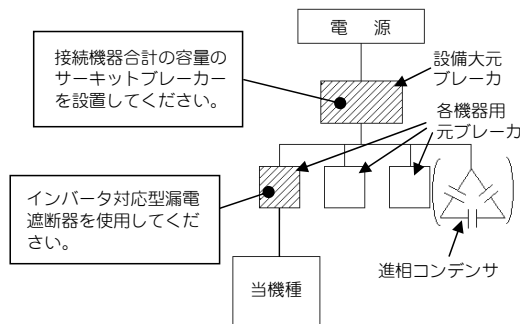 電　源
接続機器合計の容量の
サーキットブレーカー
を設置してください。
設備大元
ブレーカ
各機器用
元ブレーカ
インバータ対応型漏電
遮断器を使用してくだ
さい。
進相コンデンサ
当機種